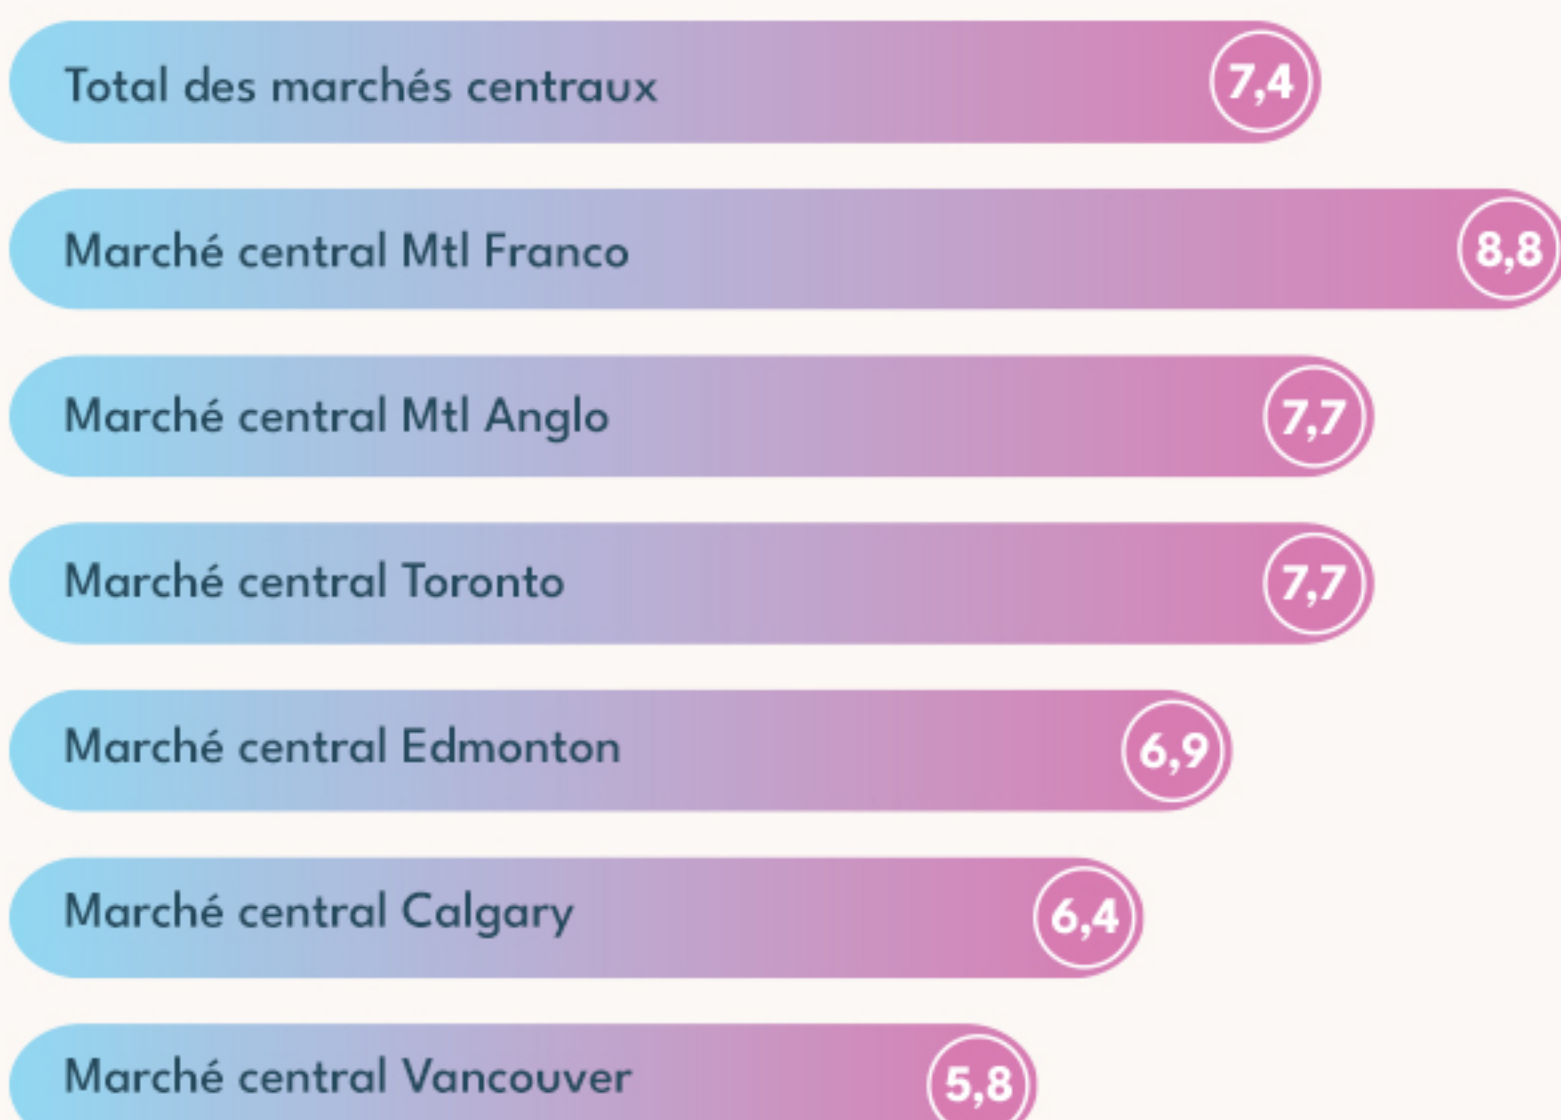 Total des marchés centraux 7,4
Marché central Mtl Franco 8,8
Marché central Mtl Anglo 7,7
Marché central Toronto 7,7
Marché central Edmonton 6,9
Marché central Calgary 6,4
Marché central Vancouver 5,8